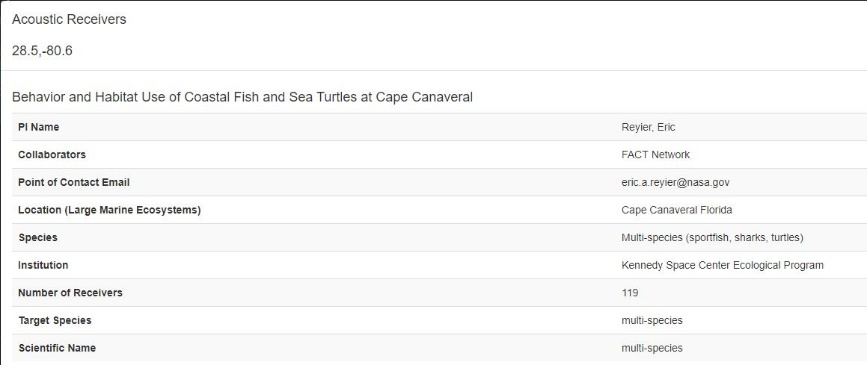 Acoustic Receivers
28.5,-80.6
Behavior and Habitat Use of Coastal Fish and Sea Turtles at Cape Canaveral
PI Name Reyier, Eric
Collaborators FACT Network
Point of Contact Email eric.a.reyier@nasa.gov
Location (Large Marine Ecosystems) Cape Canaveral Florida
Species Multi-species (sportfish, sharks, turtles)
Institution Kennedy Space Center Ecological Program
Number of Receivers 119
Target Species multi-species
Scientific Name multi-species